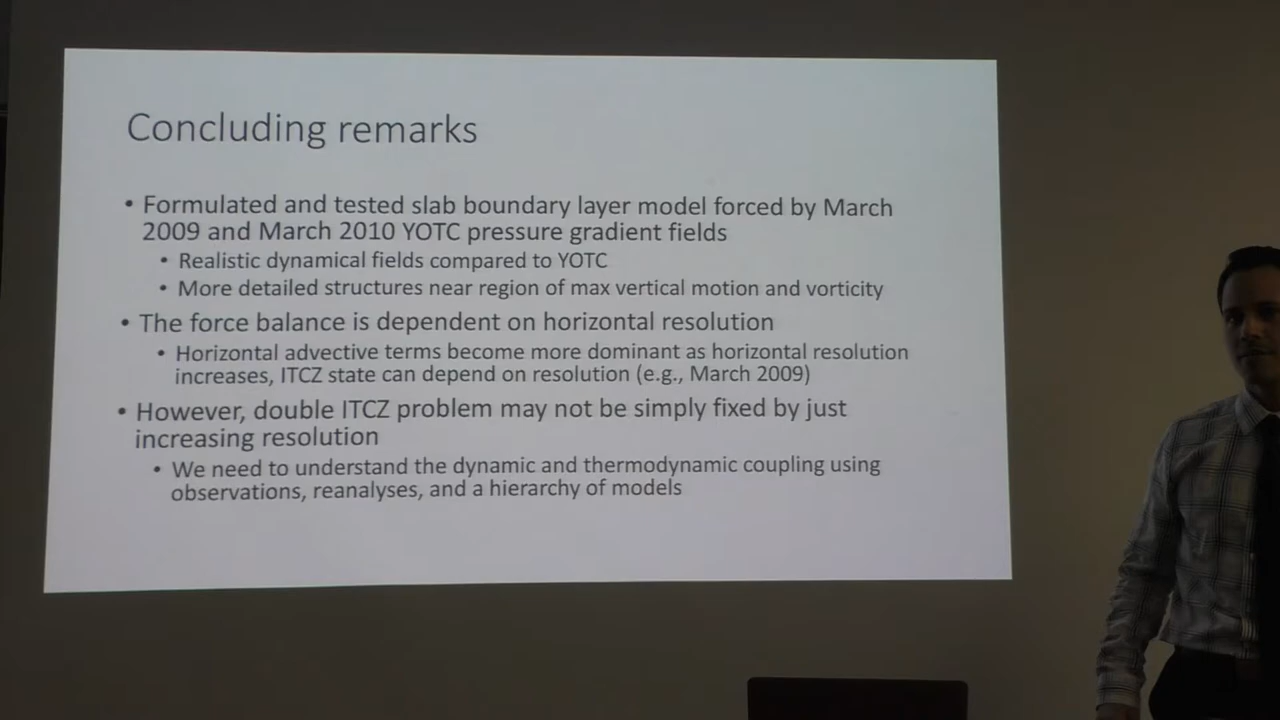 Concluding remarks
• Formulated and tested slab boundary layer model forced by March
2009 and March 2010 YOTC pressure gradient fields
• Realistic dynamical fields compared to YOTC
• More detailed structures near region of max vertical motion and vorticity
• The force balance is dependent on horizontal resolution
• Horizontal advective terms become more dominant as horizontal resolution
increases, ITCZ state can depend on resolution (e.g., March 2009)
• However, double ITCZ problem may not be simply fixed by just
increasing resolution
• We need to understand the dynamic and thermodynamic coupling using
observations, reanalyses, and a hierarchy of models